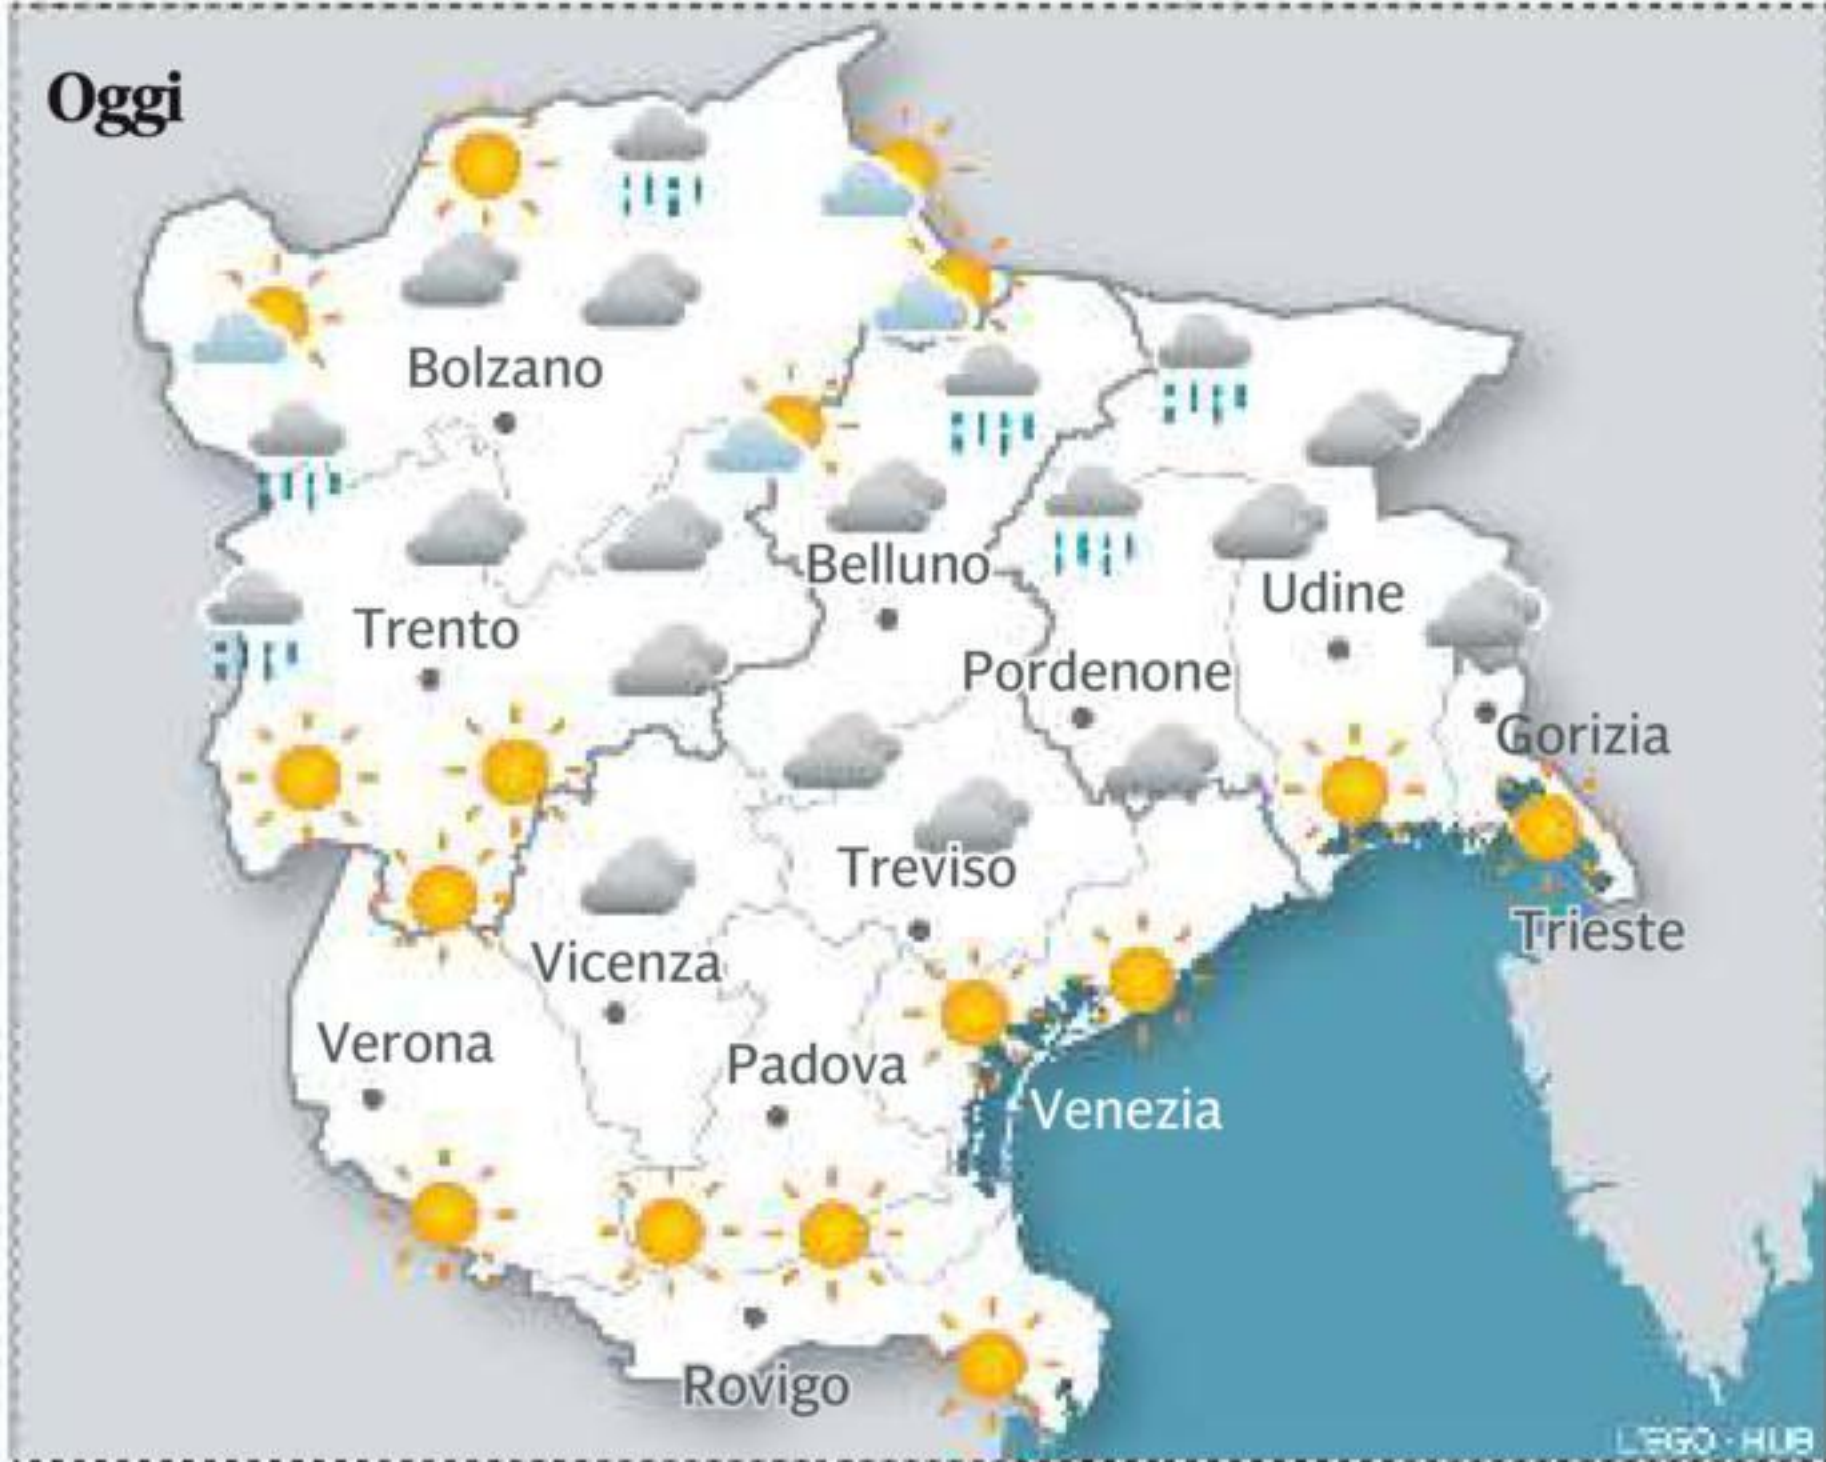 Oggi
Bolzano
Belluno
Udine
Trento
Pordenone
Gorizia
Treviso
Trieste
Vicenza
Verona
Padova
Venezia
Rovigo